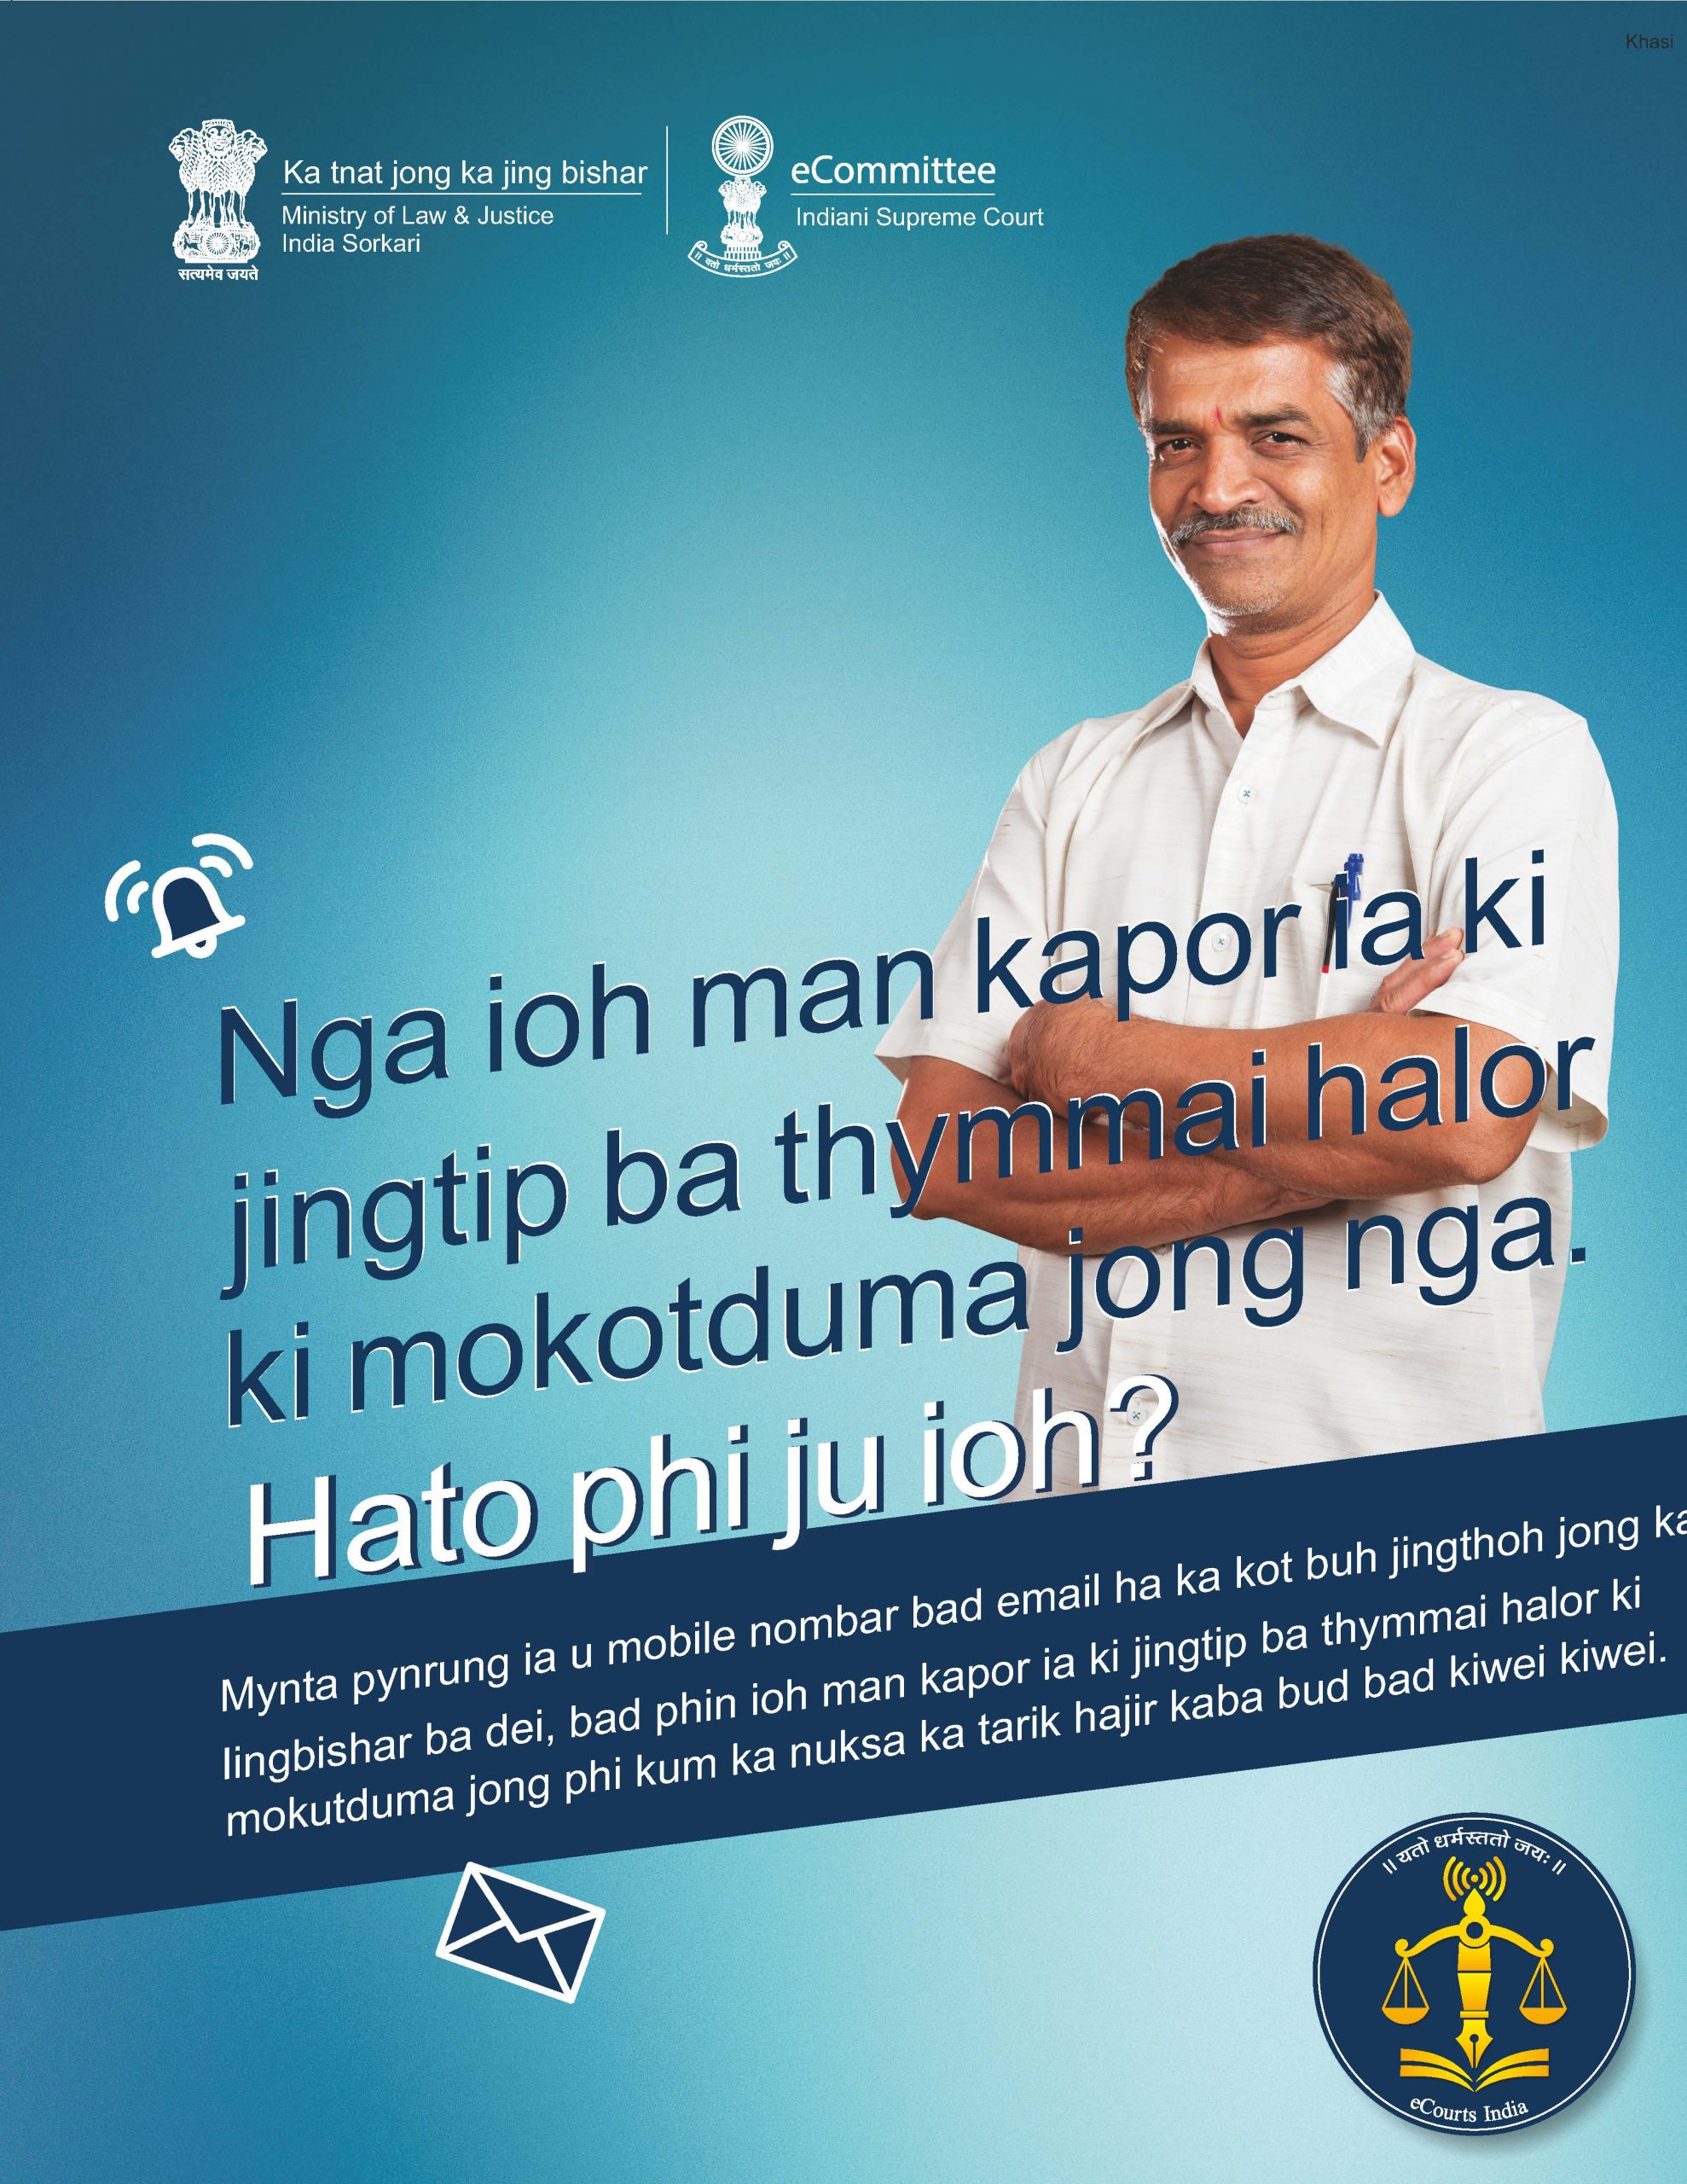 Khasi
Ka tnat jong ka jing bishar
Ministry of Law & Justice
India Sorkari
सत्यमेव जयते
eCommittee
Indiani Supreme Court
॥ यतो धर्मस्ततो जयः ॥
Nga ioh man kapor ia ki
jingtip ba thymmai halor
ki mokotduma jong nga.
Hato phi ju ioh?
Mynta pynrung ia u mobile nombar bad email ha ka kot buh jingthoh jong ka
Iingbishar ba dei, bad phin ioh man kapor ia ki jingtip ba thymmai halor ki
mokutduma jong phi kum ka nuksa ka tarik hajir kaba bud bad kiwei kiwei.
॥ यतो धर्मस्ततो जयः ॥
eCourts India